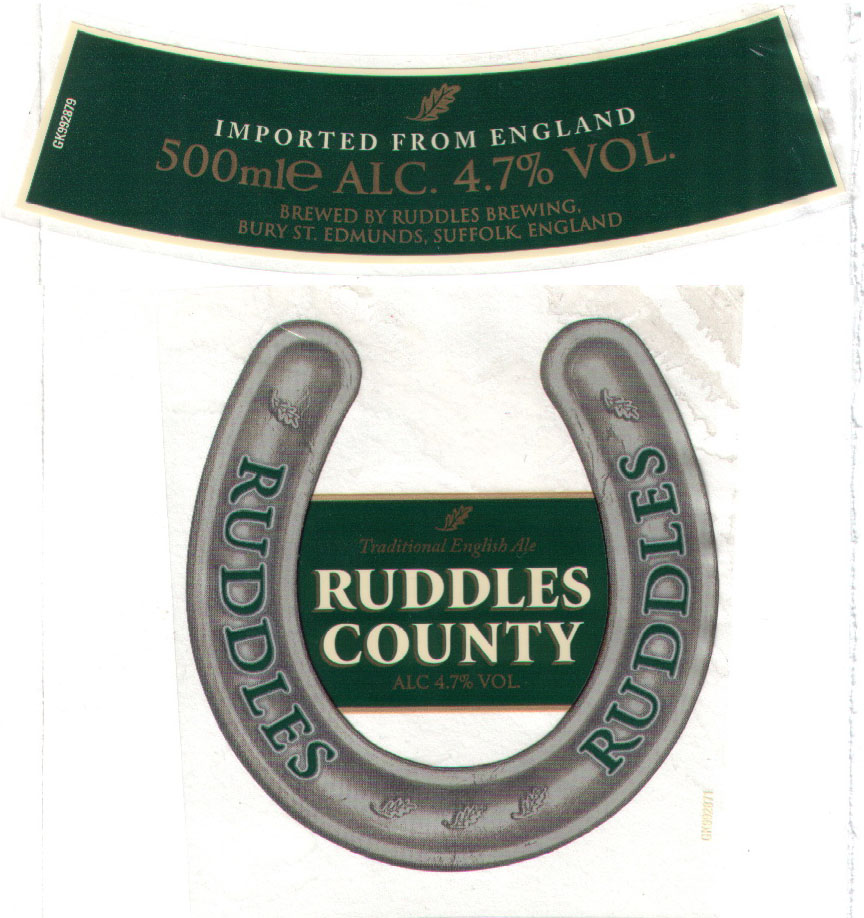 GK992879
IMPORTED FROM ENGLAND
500ml℮ ALC. 4.7% VOL.
BREWED BY RUDDLES BREWING,
BURY ST. EDMUNDS, SUFFOLK, ENGLAND
RUDDLES
RUDDLES
Traditional English Ale
RUDDLES
COUNTY
ALC 4.7% VOL.